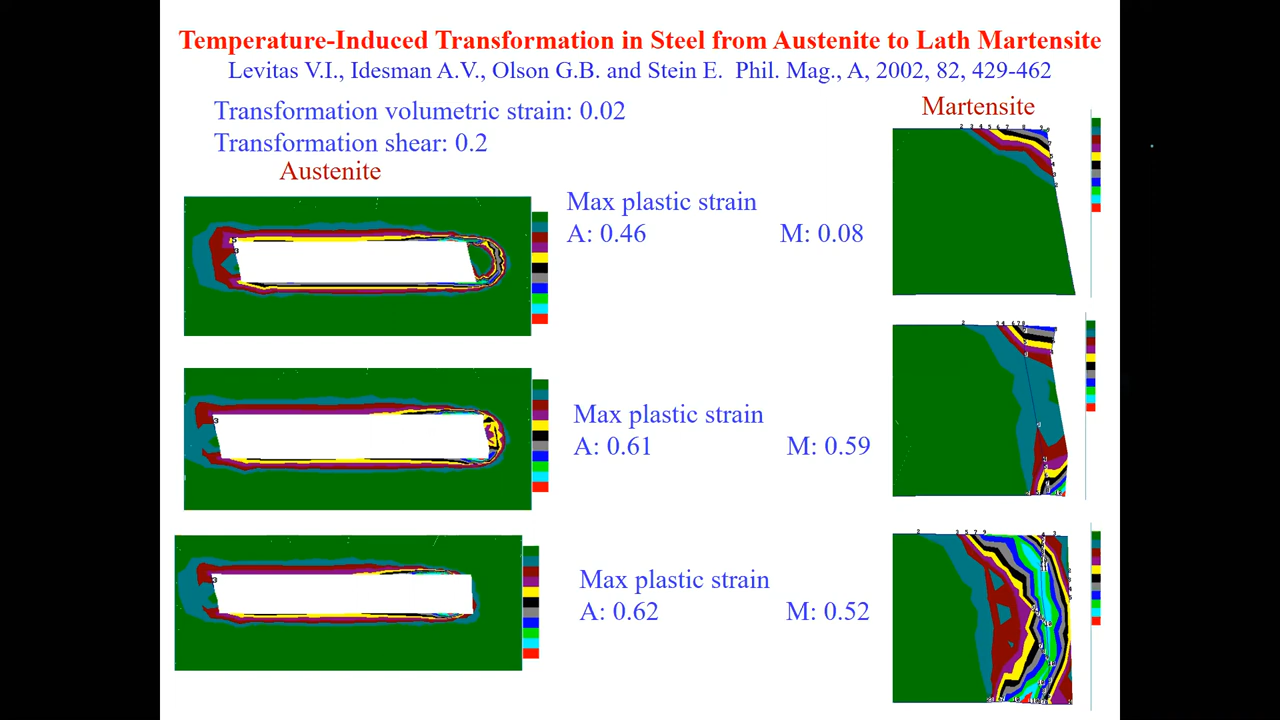 Temperature-Induced Transformation in Steel from Austenite to Lath Martensite
Levitas V.I., Idesman A.V., Olson G.B. and Stein E. Phil. Mag., A, 2002, 82, 429-462
Transformation volumetric strain: 0.02
Transformation shear: 0.2
Austenite
Martensite
Max plastic strain
A: 0.46 M: 0.08
Max plastic strain
A: 0.61 M: 0.59
Max plastic strain
A: 0.62 M: 0.52